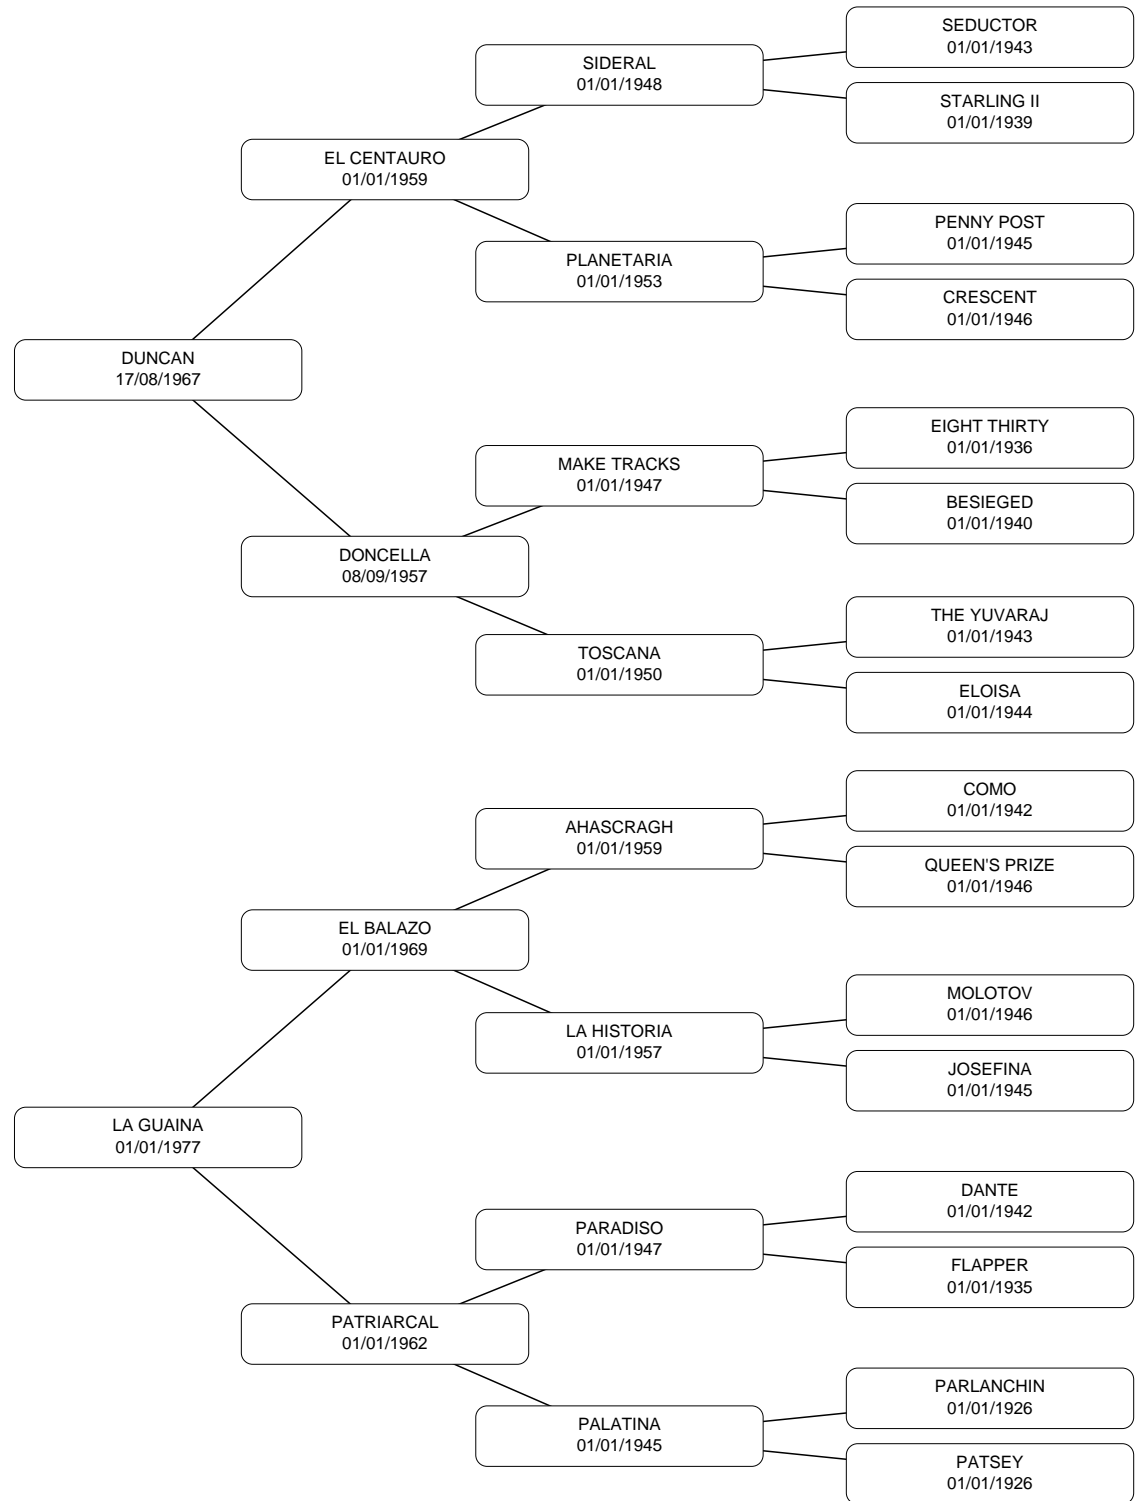 SEDUCTOR
01/01/1943
SIDERAL
01/01/1948
STARLING II
01/01/1939
EL CENTAURO
01/01/1959
PENNY POST
01/01/1945
PLANETARIA
01/01/1953
CRESCENT
01/01/1946
DUNCAN
17/08/1967
EIGHT THIRTY
01/01/1936
MAKE TRACKS
01/01/1947
BESIEGED
01/01/1940
DONCELLA
08/09/1957
THE YUVARAJ
01/01/1943
TOSCANA
01/01/1950
ELOISA
01/01/1944
COMO
01/01/1942
AHASCRAGH
01/01/1959
QUEEN'S PRIZE
01/01/1946
EL BALAZO
01/01/1969
MOLOTOV
01/01/1946
LA HISTORIA
01/01/1957
JOSEFINA
01/01/1945
LA GUAINA
01/01/1977
DANTE
01/01/1942
PARADISO
01/01/1947
FLAPPER
01/01/1935
PATRIARCAL
01/01/1962
PARLANCHIN
01/01/1926
PALATINA
01/01/1945
PATSEY
01/01/1926